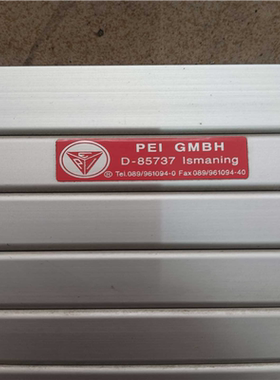 PEI GMBH
D-85737 Ismaning
® Tel.089/961094-0 Fax 089/961094-40